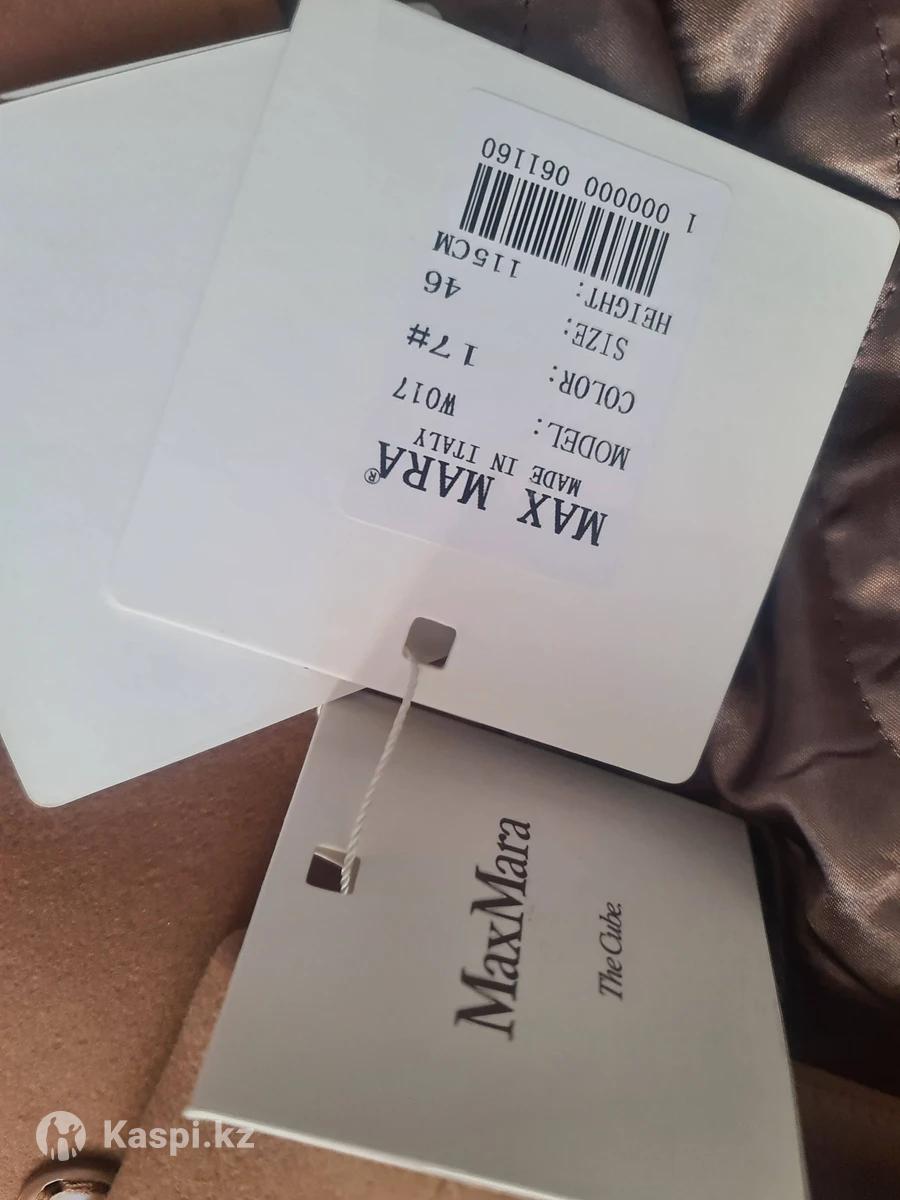 MAX MARA®
MADE IN ITALY
MODEL: W017
COLOR: 17#
SIZE: 46
HEIGHT: 115CM
1 000000 061160
MaxMara
The Cube.
Kaspi.kz